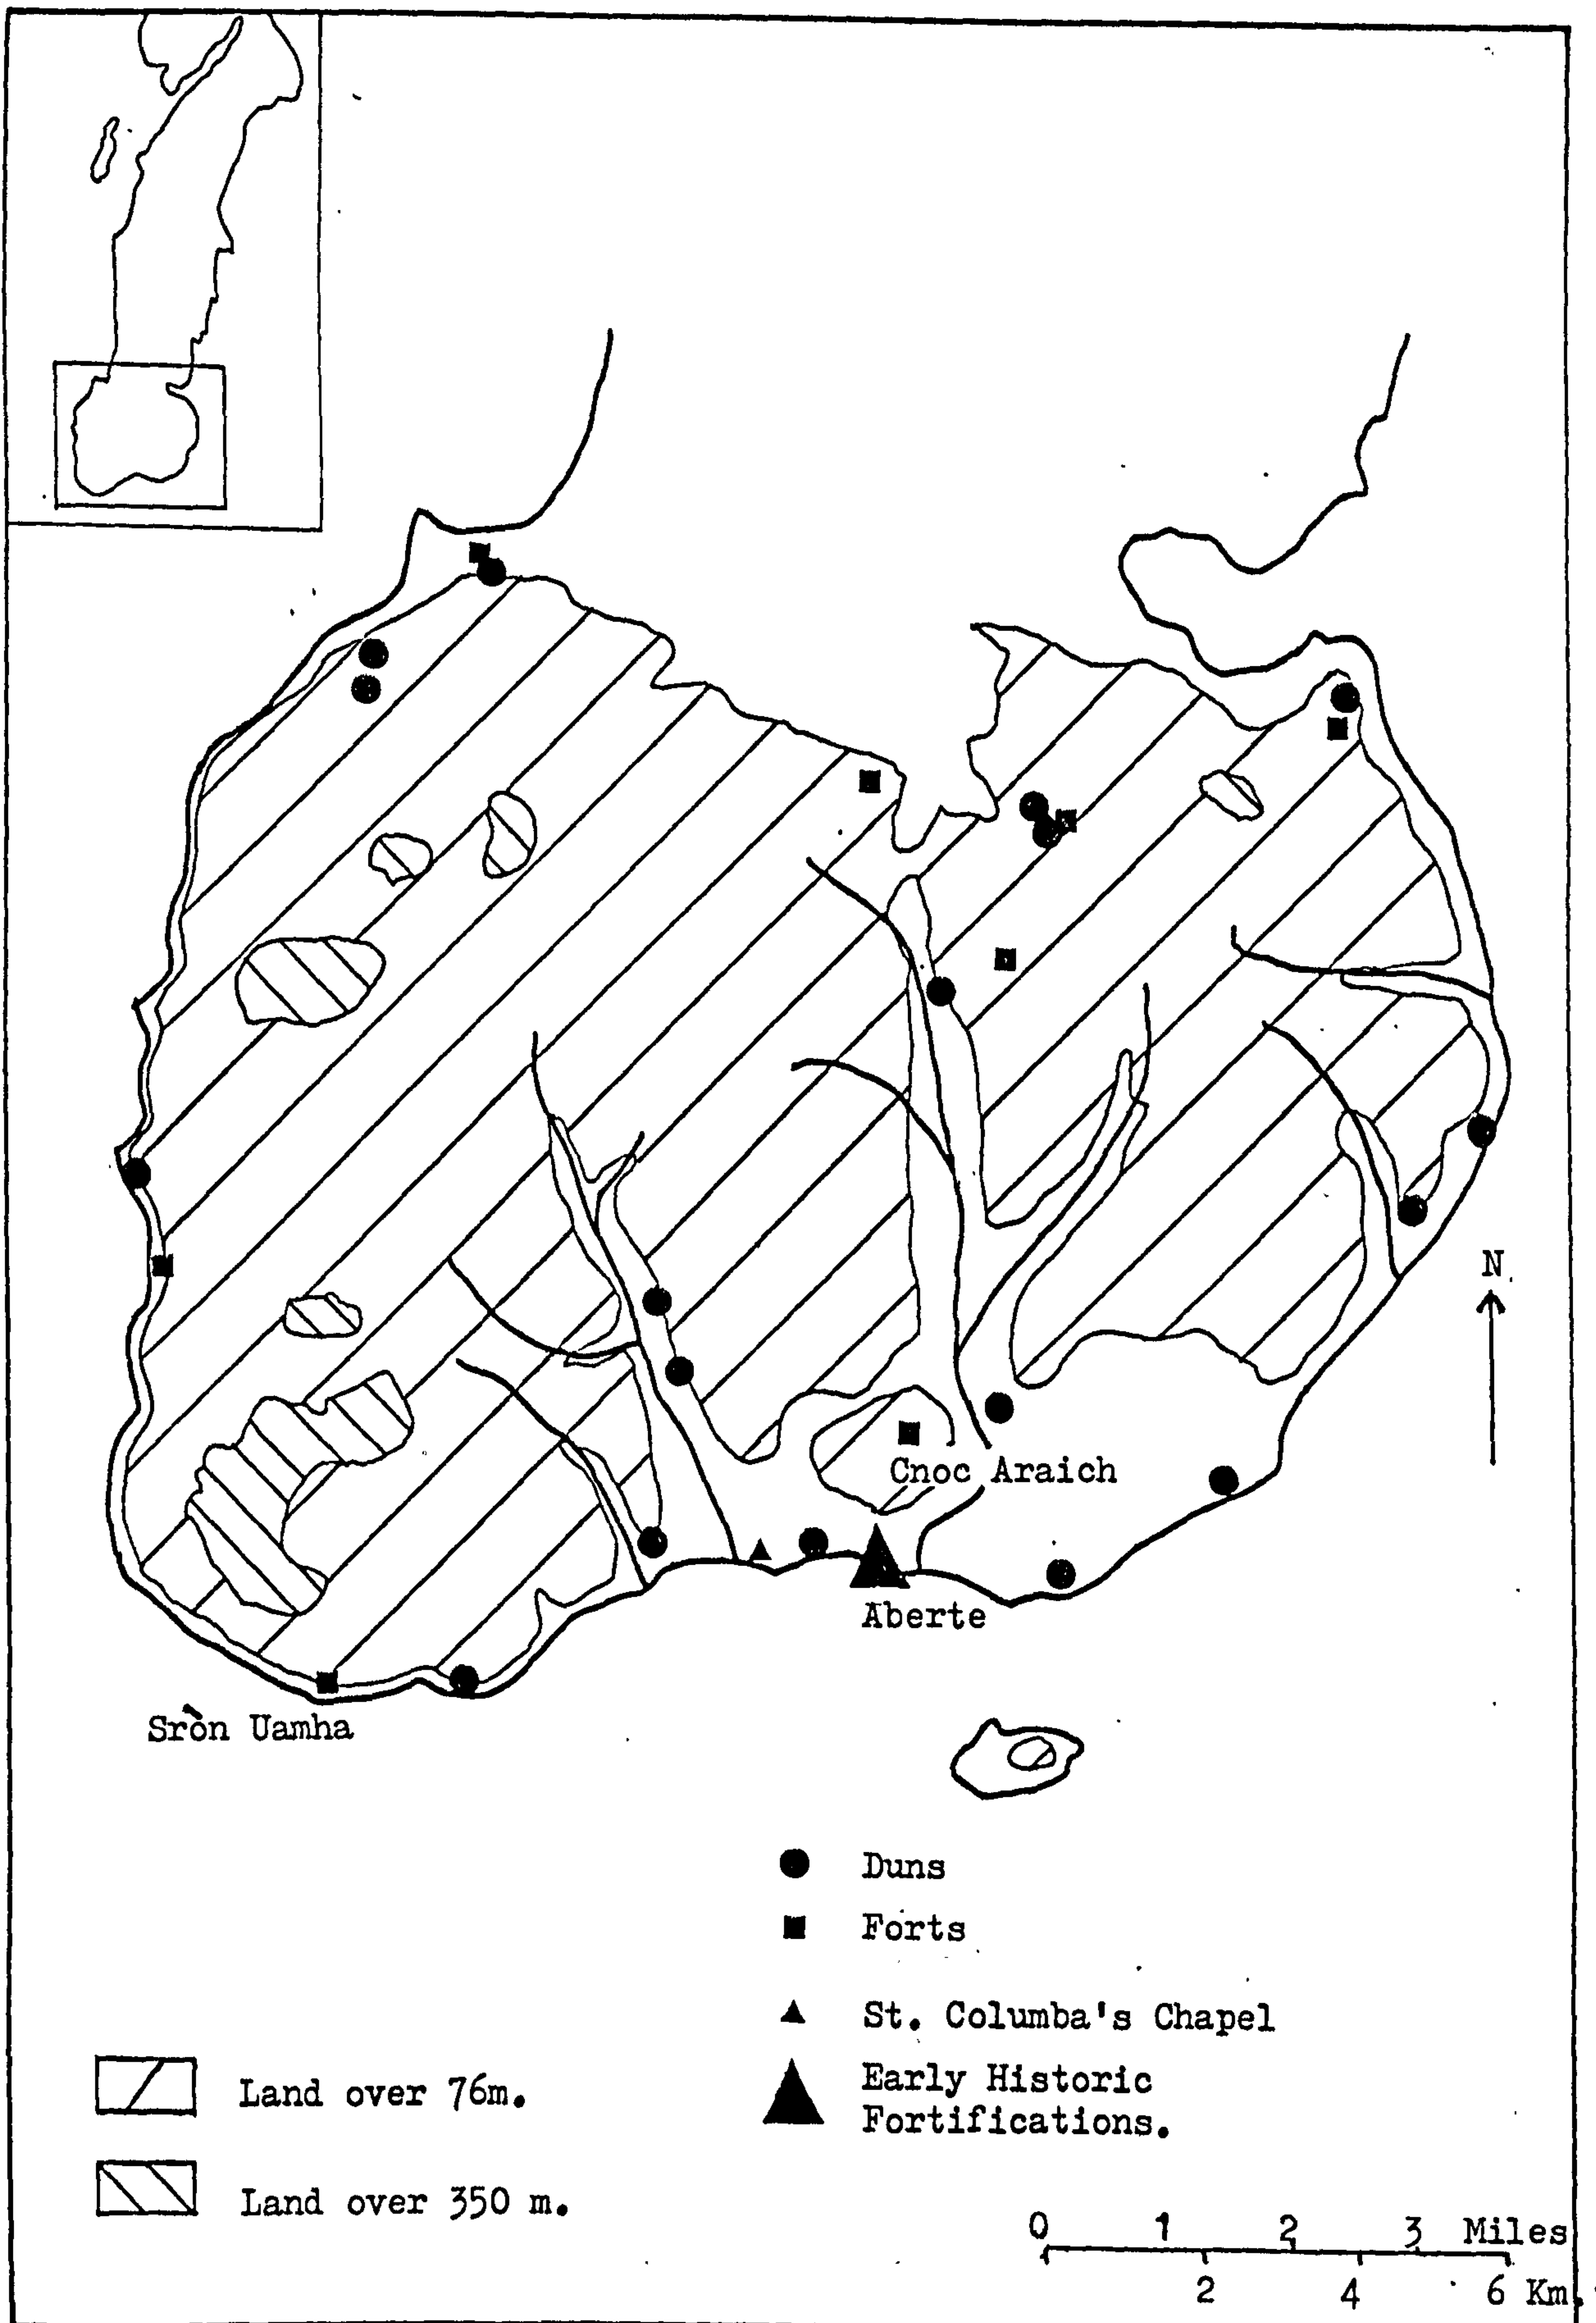 N
Cnoc Araich
Aberte
Sròn Uamha
Duns
Forts
St. Columba's Chapel
Early Historic
Fortifications.
Land over 76m.
Land over 350 m.
0 1 2 3 Miles
2 4 6 Km.